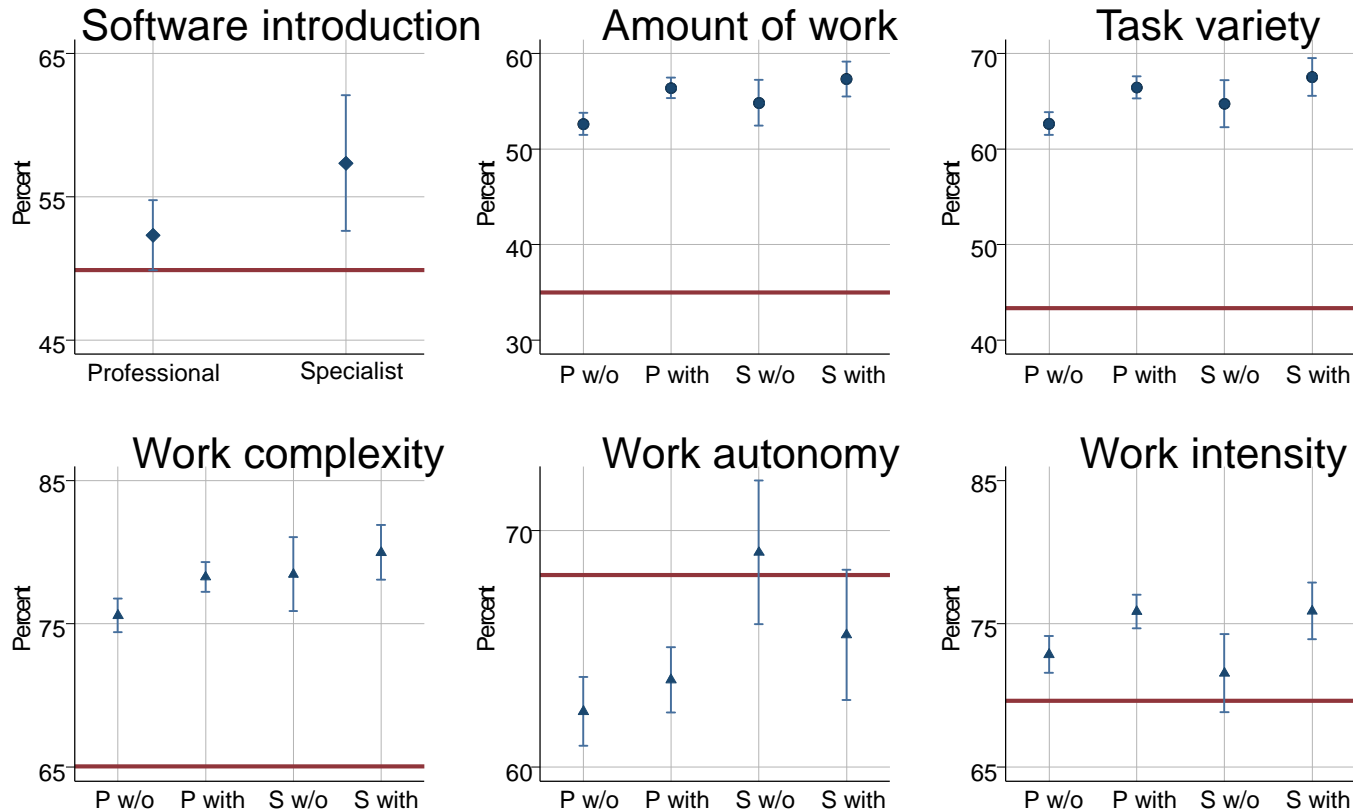 Software introduction
65
55
45
Percent
Professional
Specialist
Amount of work
60
50
40
30
Percent
P w/o P with S w/o S with
Task variety
70
60
50
40
Percent
P w/o P with S w/o S with
Work complexity
85
75
65
Percent
P w/o P with S w/o S with
Work autonomy
70
60
Percent
P w/o P with S w/o S with
Work intensity
85
75
65
Percent
P w/o P with S w/o S with